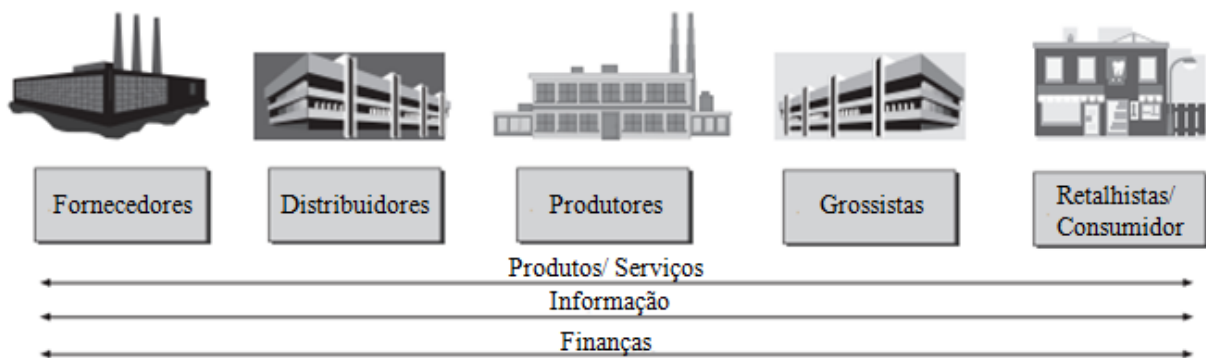 Fornecedores
Distribuidores
Produtores
Grossistas
Retalhistas/
Consumidor
Produtos/ Serviços
Informação
Finanças